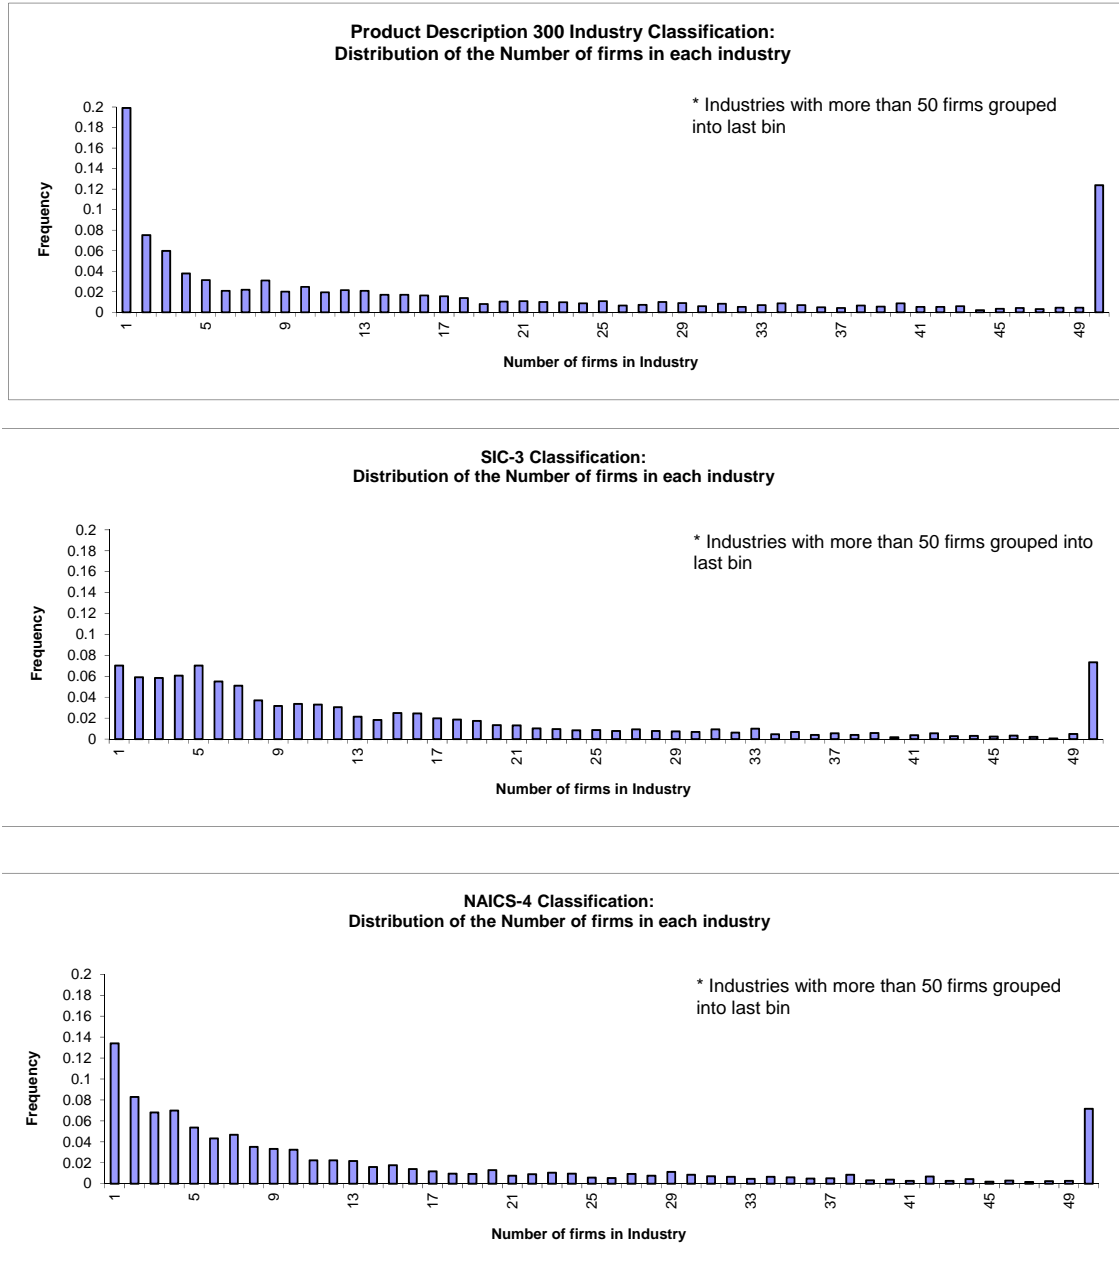 Product Description 300 Industry Classification:
Distribution of the Number of firms in each industry
* Industries with more than 50 firms grouped
into last bin
0.2
0.18
0.16
0.14
0.12
0.1
0.08
0.06
0.04
0.02
0
Frequency
1 5 9 13 17 21 25 29 33 37 41 45 49
Number of firms in Industry
SIC-3 Classification:
Distribution of the Number of firms in each industry
* Industries with more than 50 firms grouped into
last bin
0.2
0.18
0.16
0.14
0.12
0.1
0.08
0.06
0.04
0.02
0
Frequency
1 5 9 13 17 21 25 29 33 37 41 45 49
Number of firms in Industry
NAICS-4 Classification:
Distribution of the Number of firms in each industry
* Industries with more than 50 firms grouped
into last bin
0.2
0.18
0.16
0.14
0.12
0.1
0.08
0.06
0.04
0.02
0
Frequency
1 5 9 13 17 21 25 29 33 37 41 45 49
Number of firms in Industry